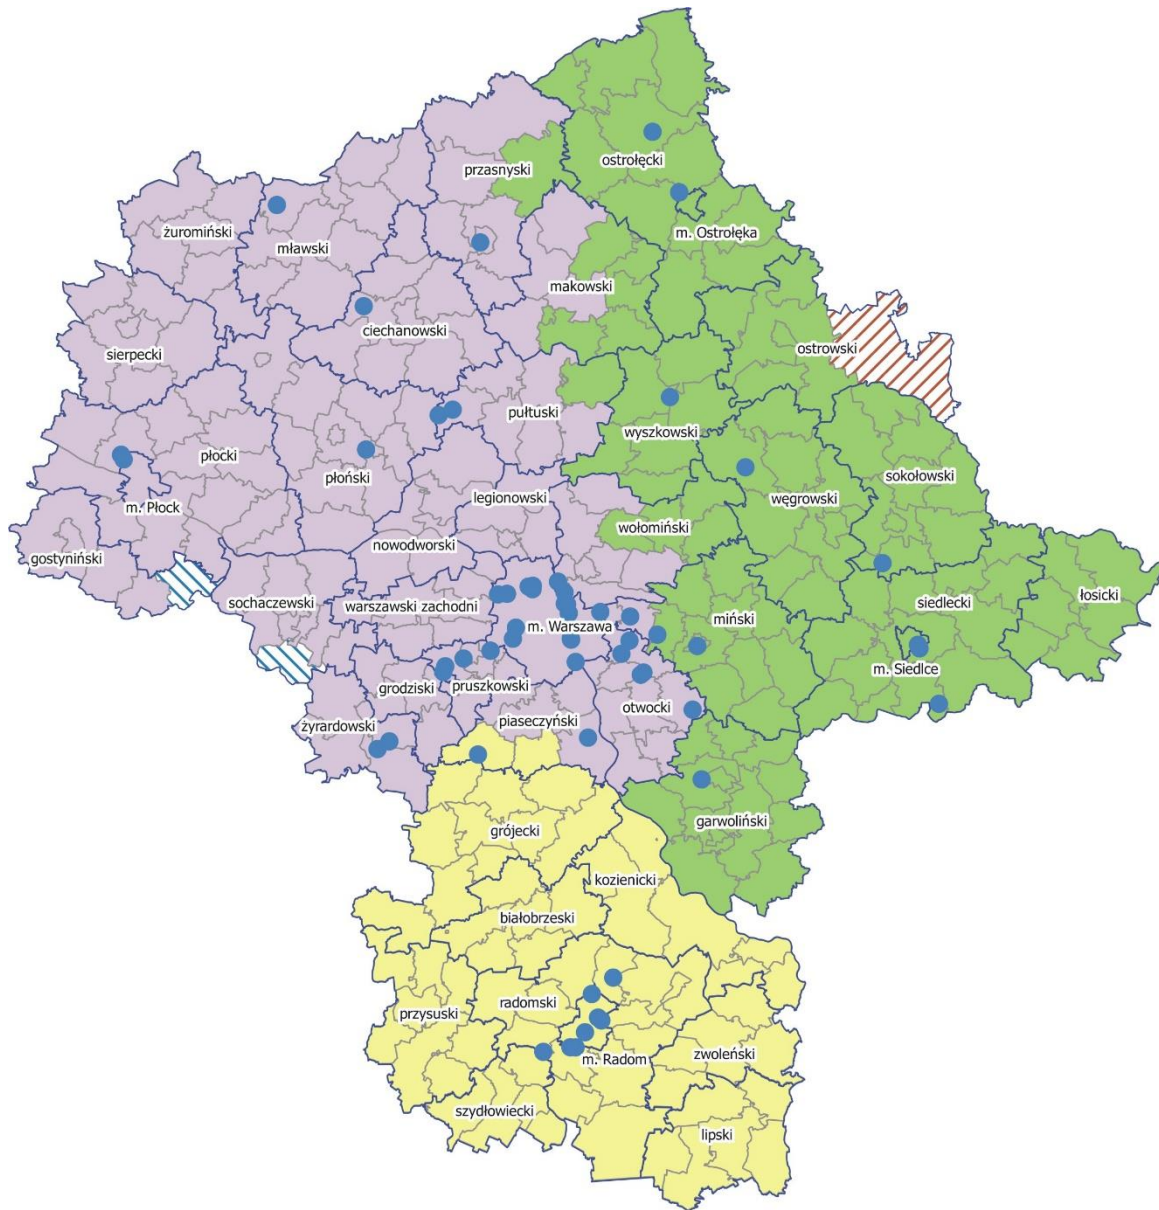 ostrołęcki
przasnyski
m. Ostrołęka
żuromiński
mławski
makowski
ciechanowski
ostrowski
sierpecki
pułtuski
wyszkowski
płocki
płoński
sokołowski
węgrowski
m. Płock
legionowski
wołomiński
nowodworski
gostyniński
sochaczewski
warszawski zachodni
siedlecki
łosicki
miński
m. Warszawa
m. Siedlce
grodziski
pruszkowski
otwocki
piaseczyński
żyrardowski
garwoliński
grójecki
kozienicki
białobrzeski
radomski
przysuski
zwoleński
m. Radom
szydłowiecki
lipski